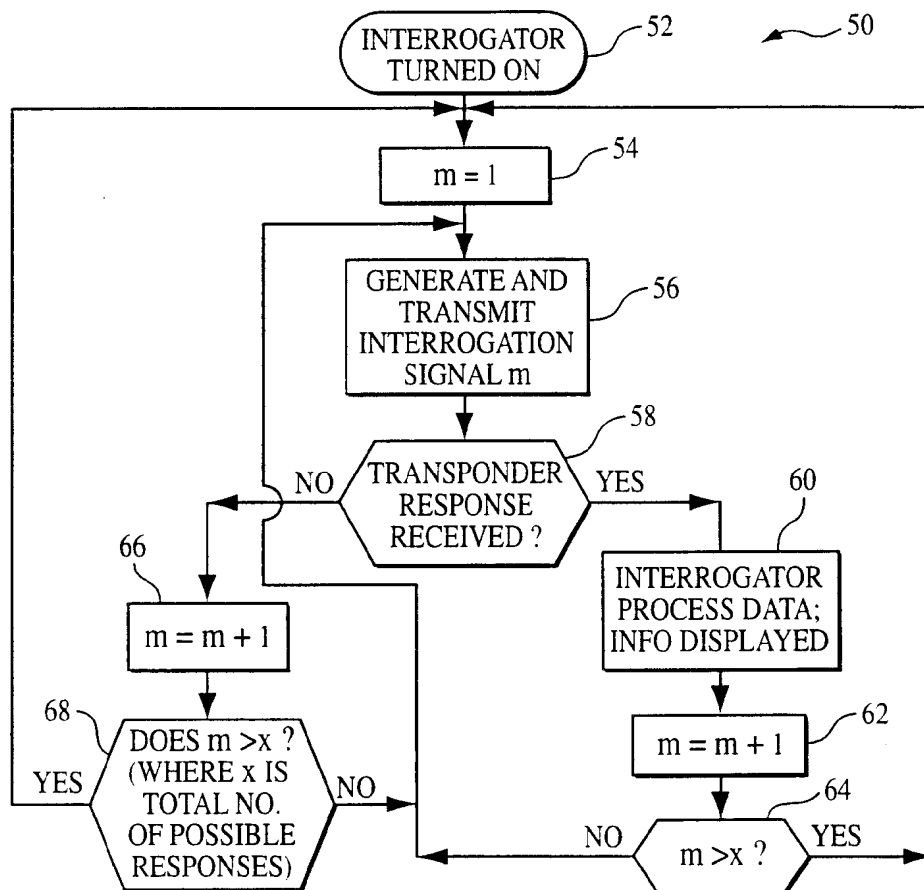 INTERROGATOR
TURNED ON
52
50
54
m = 1
GENERATE AND
TRANSMIT
INTERROGATION
SIGNAL m
56
58
TRANSPONDER
RESPONSE
RECEIVED ?
NO
YES
60
INTERROGATOR
PROCESS DATA;
INFO DISPLAYED
66
m = m + 1
62
m = m + 1
68
DOES m >x ?
(WHERE x IS
TOTAL NO.
OF POSSIBLE
RESPONSES)
YES
NO
64
m >x ?
NO
YES